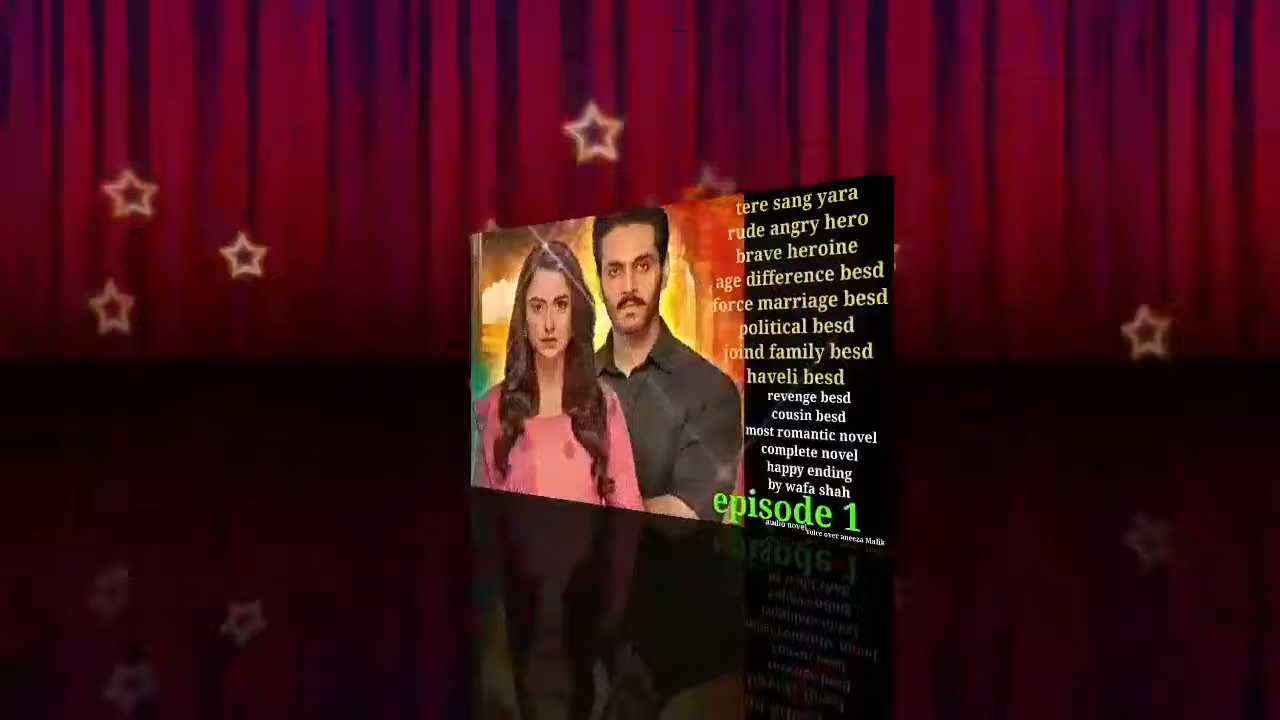 tere sang yara
rude angry hero
brave heroine
age difference besd
force marriage besd
political besd
joind family besd
haveli besd
revenge besd
cousin besd
most romantic novel
complete novel
happy ending
by wafa shah
episode 1
audio novel
voice over aneeza Malik